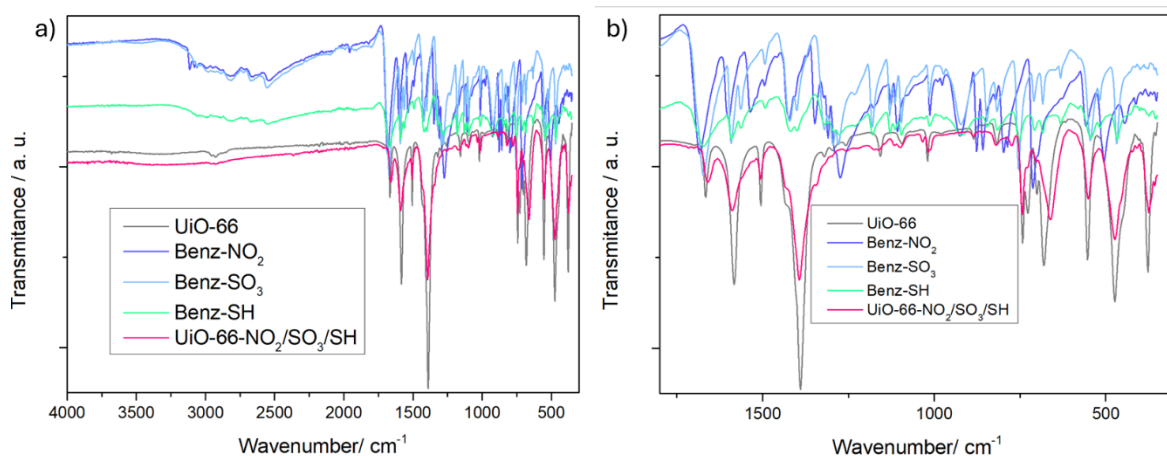 a)
Transmitance / a. u.
UiO-66
Benz-NO₂
Benz-SO₃
Benz-SH
UiO-66-NO₂/SO₃/SH
4000 3500 3000 2500 2000 1500 1000 500
Wavenumber/ cm⁻¹
b)
Transmitance / a. u.
UiO-66
Benz-NO₂
Benz-SO₃
Benz-SH
UiO-66-NO₂/SO₃/SH
1500 1000 500
Wavenumber/ cm⁻¹